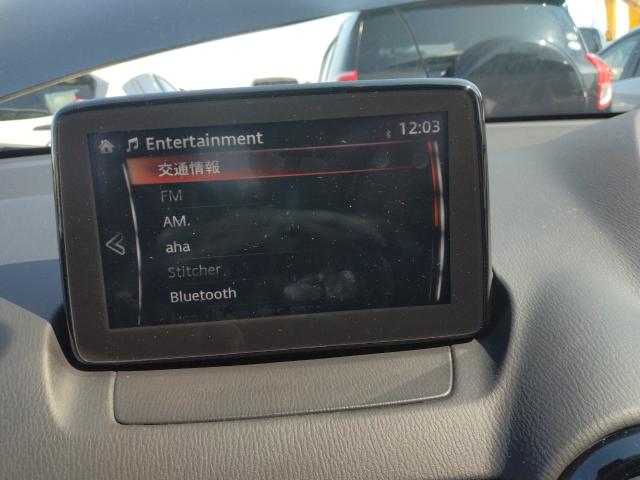 Entertainment 12:03
交通情報
FM
AM.
aha
Stitcher
Bluetooth